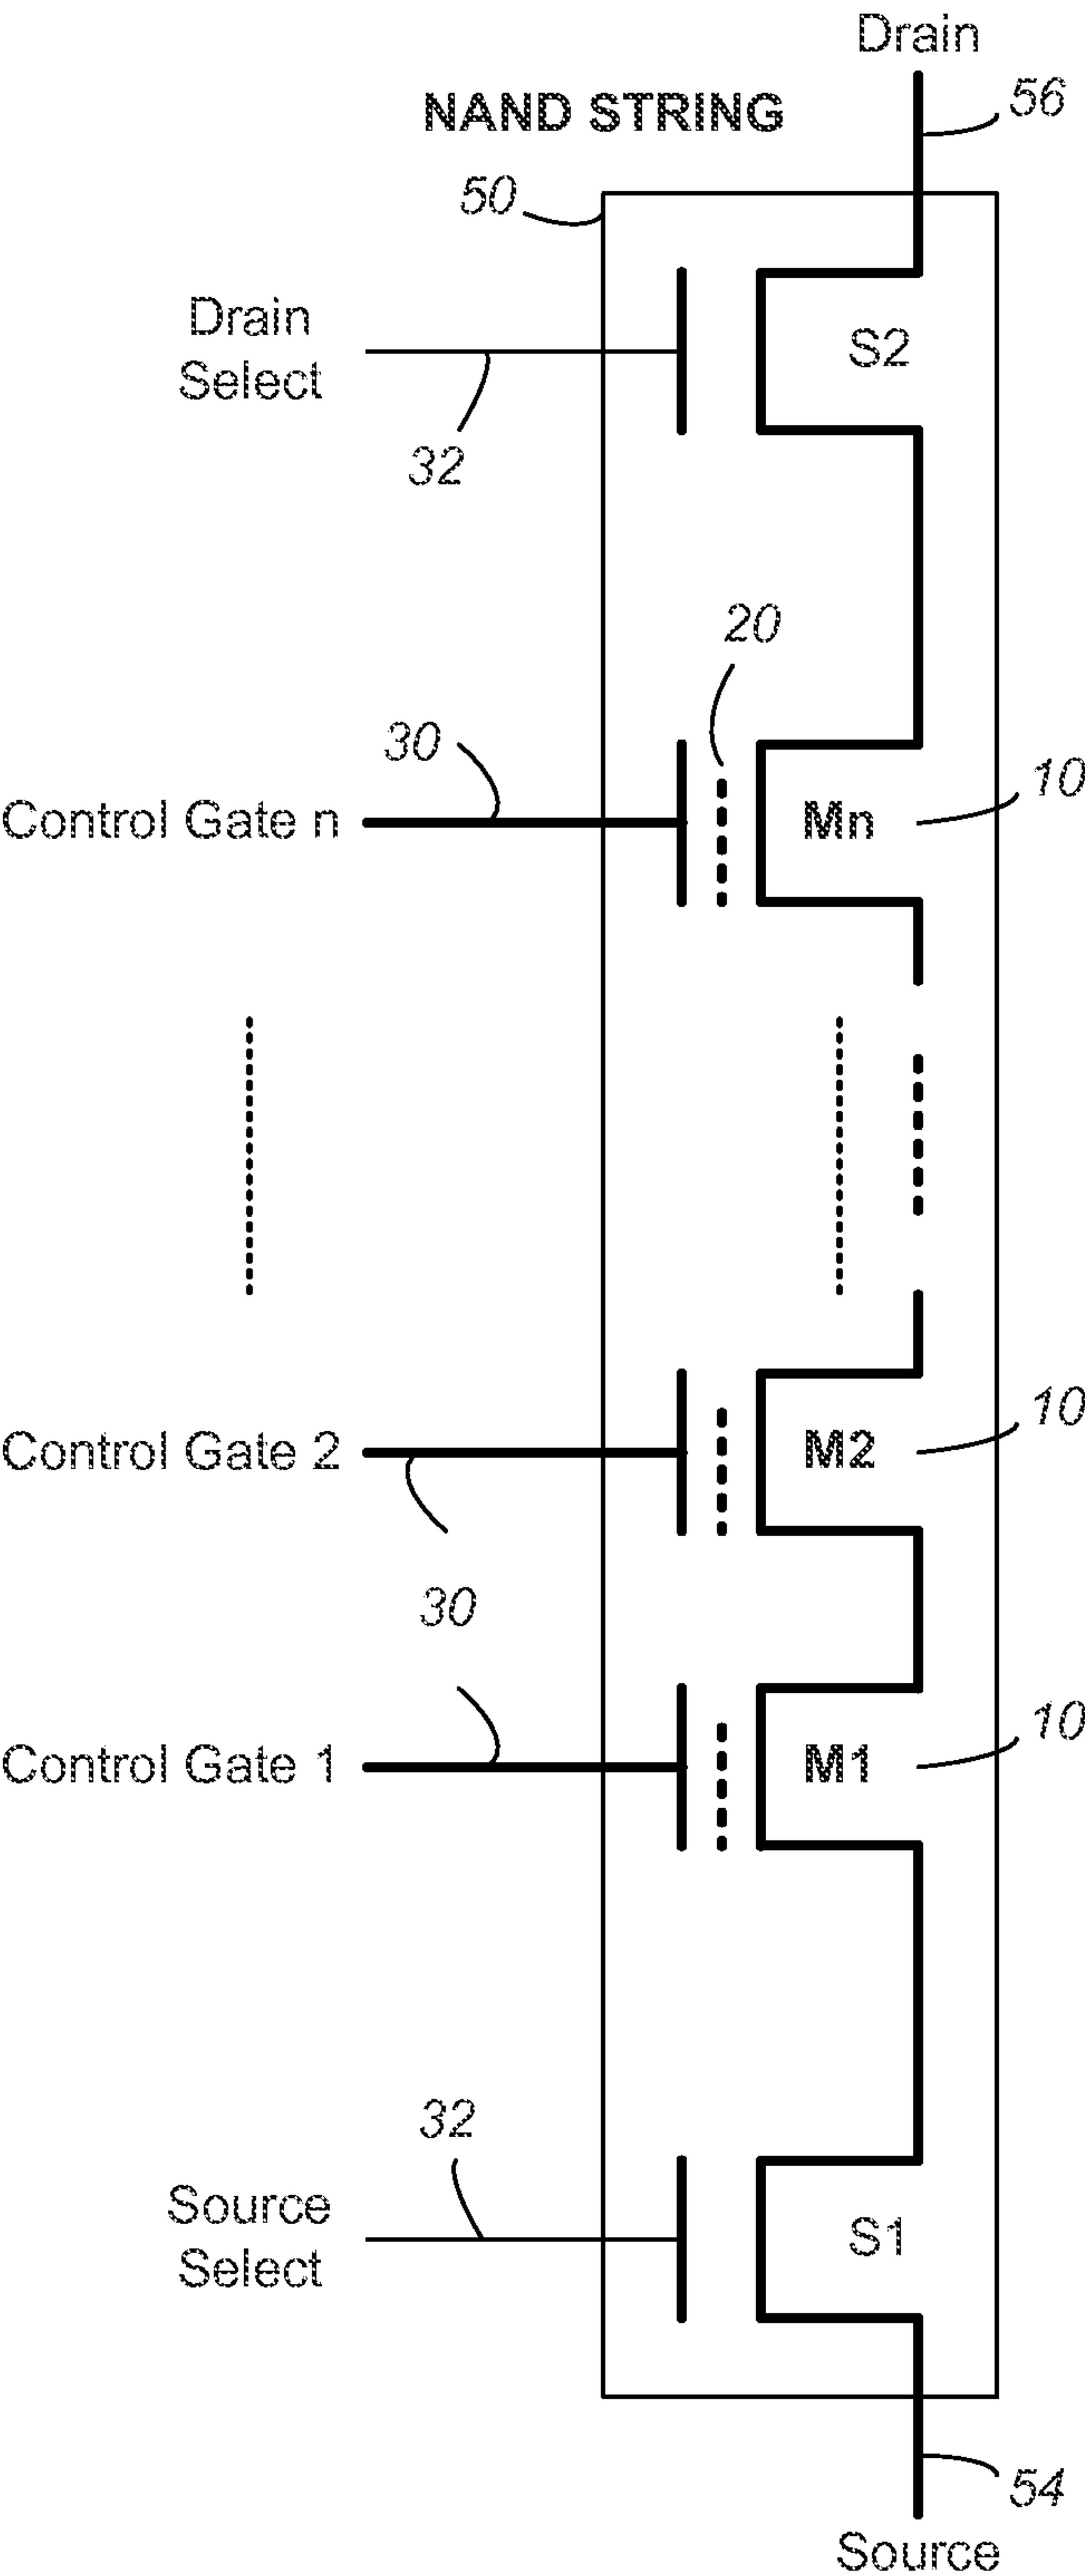 Drain
56
NAND STRING
50
Drain
Select
S2
32
20
30
Control Gate n
Mn
10
Control Gate 2
M2
10
30
Control Gate 1
M1
10
32
Source
Select
S1
54
Source